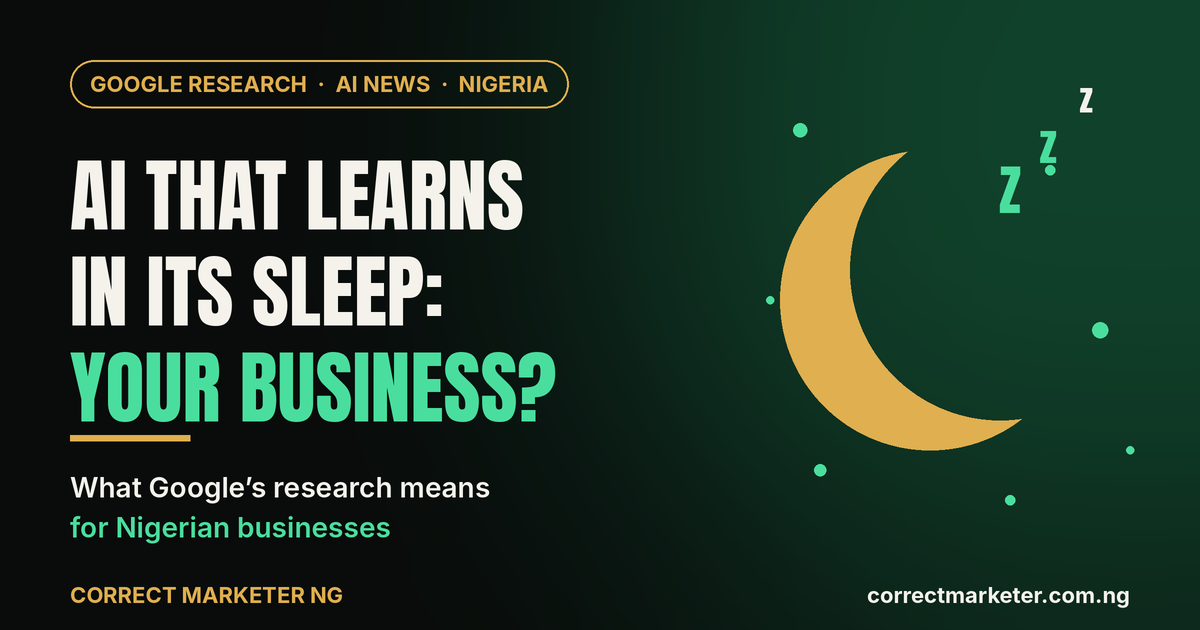 GOOGLE RESEARCH · AI NEWS · NIGERIA
Z
Z
Z
AI THAT LEARNS
IN ITS SLEEP:
YOUR BUSINESS?
What Google’s research means
for Nigerian businesses
CORRECT MARKETER NG
correctmarketer.com.ng